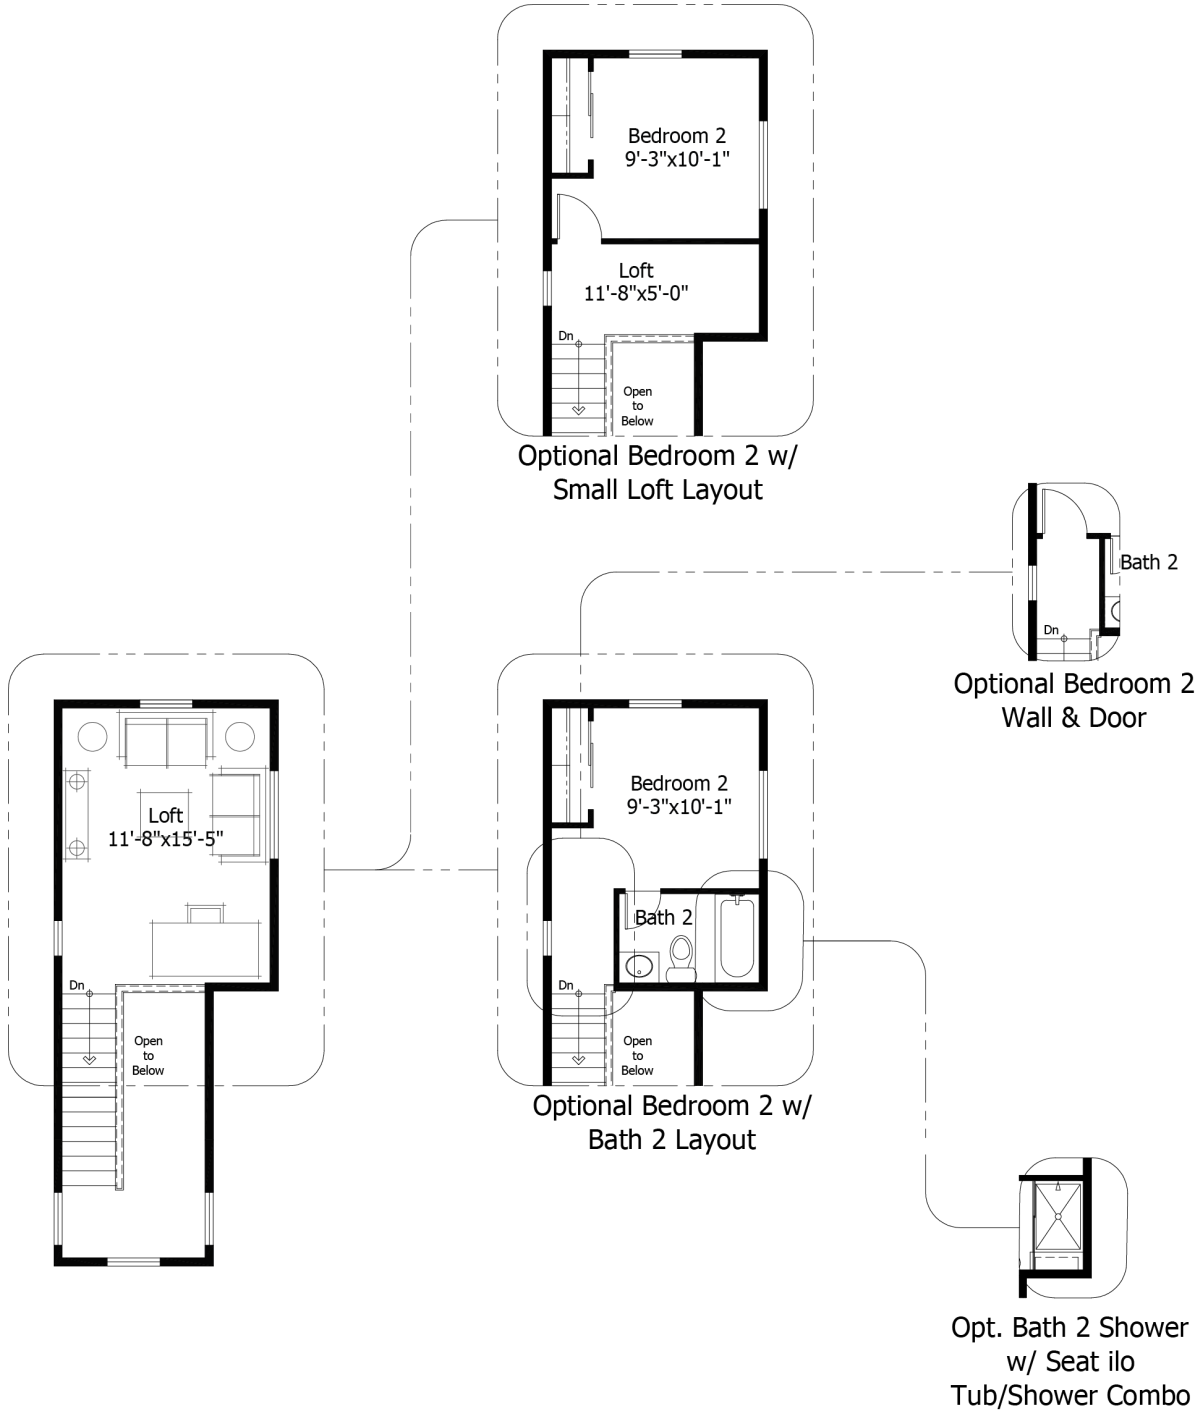 Bedroom 2
9'-3"x10'-1"
Loft
11'-8"x5'-0"
Dn
Open
to
Below
Optional Bedroom 2 w/
Small Loft Layout
Bath 2
Dn
Optional Bedroom 2
Wall & Door
Loft
11'-8"x15'-5"
Dn
Open
to
Below
Bedroom 2
9'-3"x10'-1"
Bath 2
Dn
Open
to
Below
Optional Bedroom 2 w/
Bath 2 Layout
Opt. Bath 2 Shower
w/ Seat ilo
Tub/Shower Combo